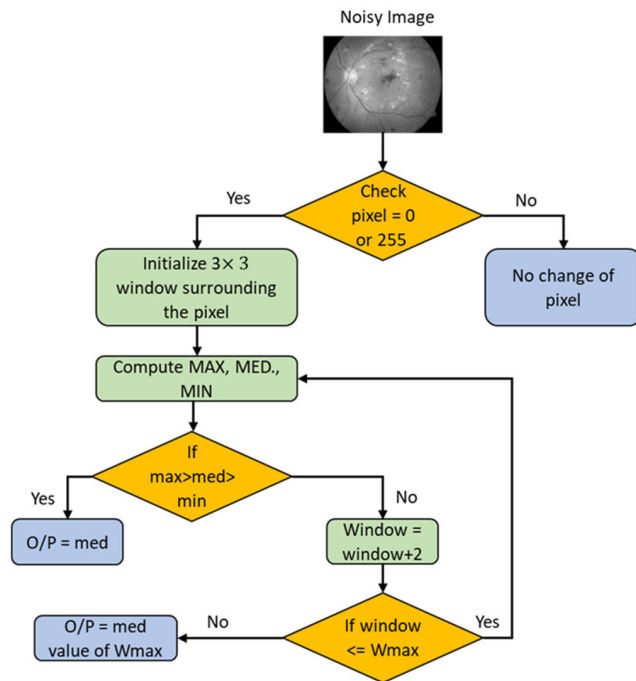 Noisy Image
Check
pixel = 0
or 255
Yes
No
Initialize 3× 3
window surrounding
the pixel
No change of
pixel
Compute MAX, MED.,
MIN
If
max>med>
min
Yes
No
O/P = med
Window =
window+2
If window
<= Wmax
No
Yes
O/P = med
value of Wmax